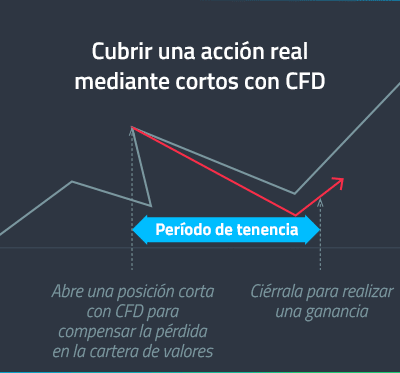 Cubrir una acción real
mediante cortos con CFD
Período de tenencia
Abre una posición corta
con CFD para
compensar la pérdida
en la cartera de valores
Ciérrala para realizar
una ganancia